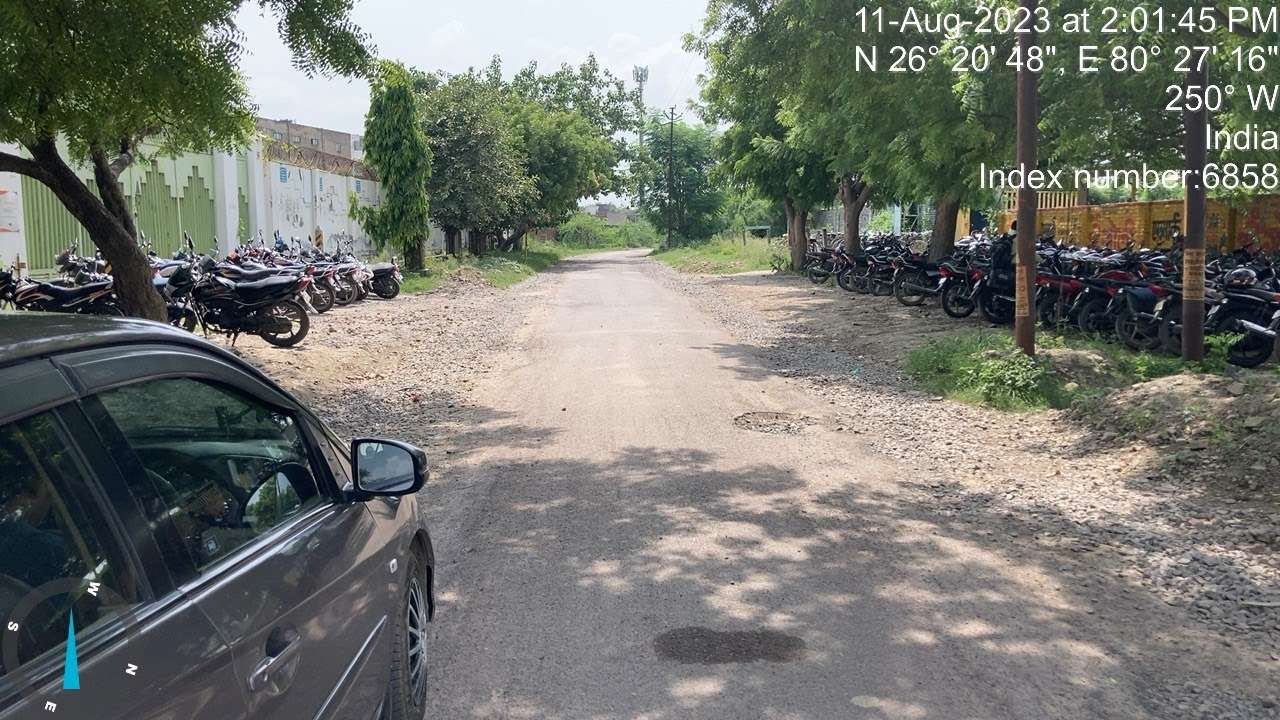 11-Aug-2023 at 2:01:45 PM
N 26° 20' 48", E 80° 27' 16"
250° W
India
Index number:6858
W
S
N
E